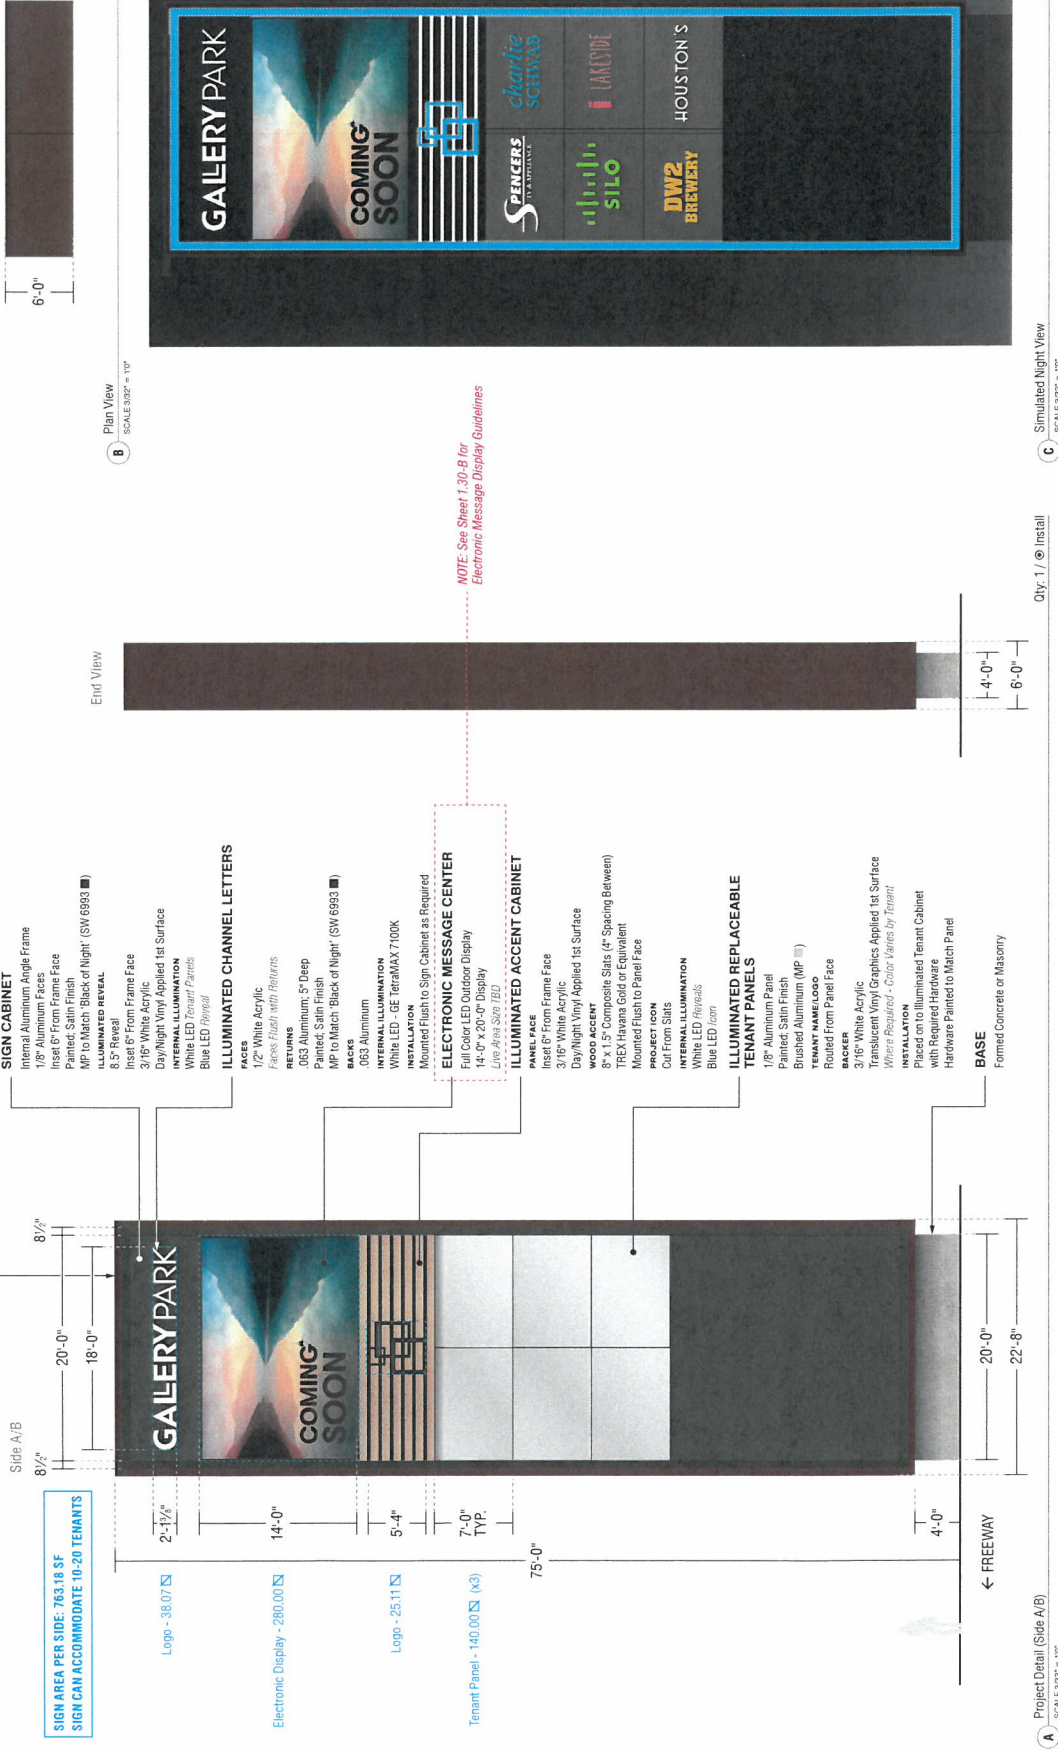 SIGN AREA PER SIDE: 763.18 SF
SIGN CAN ACCOMMODATE 10-20 TENANTS
Side A/B
20'-0"
8½"
8½"
18'-0"
Logo - 38.07
2'-1⅜"
Electronic Display - 280.00
14'-0"
Logo - 25.11
5'-4"
Tenant Panel - 140.00 (x3)
7'-0"
TYP.
75'-0"
4'-0"
← FREEWAY
GALLERYPARK
COMING
SOON
20'-0"
22'-8"
A
Project Detail (Side A/B)
SCALE 3/32" = 1'0"
SIGN CABINET
Internal Aluminum Angle Frame
1/8" Aluminum Faces
Inset 6" From Frame Face
Painted; Satin Finish
MP to Match 'Black of Night' (SW 6993)
ILLUMINATED REVEAL
8.5" Reveal
Inset 6" From Frame Face
3/16" White Acrylic
Day/Night Vinyl Applied 1st Surface
INTERNAL ILLUMINATION
White LED Tenant Panels
Blue LED Reveal
ILLUMINATED CHANNEL LETTERS
FACES
1/2" White Acrylic
Faces Flush with Returns
RETURNS
.063 Aluminum; 5" Deep
Painted; Satin Finish
MP to Match 'Black of Night' (SW 6993)
BACKS
.063 Aluminum
INTERNAL ILLUMINATION
White LED - GE TetraMAX 7100K
INSTALLATION
Mounted Flush to Sign Cabinet as Required
ELECTRONIC MESSAGE CENTER
Full Color LED Outdoor Display
14'-0" x 20'-0" Display
Live Area Size TBD
ILLUMINATED ACCENT CABINET
PANEL FACE
Inset 6" From Frame Face
3/16" White Acrylic
Day/Night Vinyl Applied 1st Surface
WOOD ACCENT
8" x 1.5" Composite Slats (4" Spacing Between)
TREX Havana Gold or Equivalent
Mounted Flush to Panel Face
PROJECT ICON
Cut From Slats
INTERNAL ILLUMINATION
White LED Reveals
Blue LED Icon
ILLUMINATED REPLACEABLE
TENANT PANELS
1/8" Aluminum Panel
Painted; Satin Finish
Brushed Alumum (MP )
TENANT NAME/LOGO
Routed From Panel Face
BACKER
3/16" White Acrylic
Translucent Vinyl Graphics Applied 1st Surface
Where Required - Color Varies by Tenant
INSTALLATION
Placed on to Illuminated Tenant Cabinet
with Required Hardware
Hardware Painted to Match Panel
BASE
Formed Concrete or Masonry
NOTE: See Sheet 1.30-B for
Electronic Message Display Guidelines
End View
4'-0"
6'-0"
Qty: 1 / Install
6'-0"
B
Plan View
SCALE 3/32" = 1'0"
GALLERYPARK
COMING
SOON
SPENCERS
TV & APPLIANCE
charlie
SCHWAB
SILO
LAKESIDE
DW2
BREWERY
HOUSTON'S
C
Simulated Night View
SCALE 3/32" = 1'0"